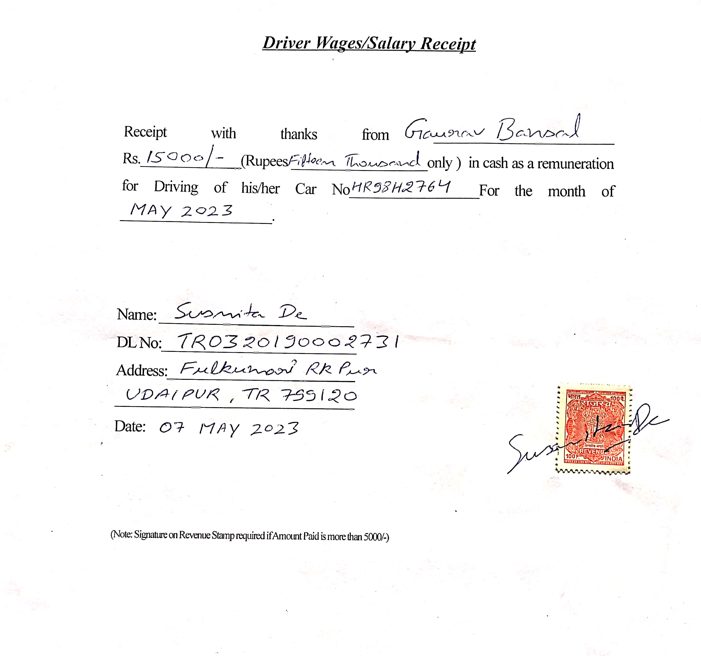 Driver Wages/Salary Receipt
Receipt with thanks from Gaurav Bansal
Rs. 15000/- (Rupees Fifteen Thousand only ) in cash as a remuneration
for Driving of his/her Car No HR98H2764 For the month of
MAY 2023.
Name: Susmita De
DL No: TR0320190002731
Address: Fulkumari RK Pur
UDAIPUR, TR 799120
Date: 07 MAY 2023
भारत
Susmita De
REVENUE
INDIA
(Note: Signature on Revenue Stamp required if Amount Paid is more than 5000/-)